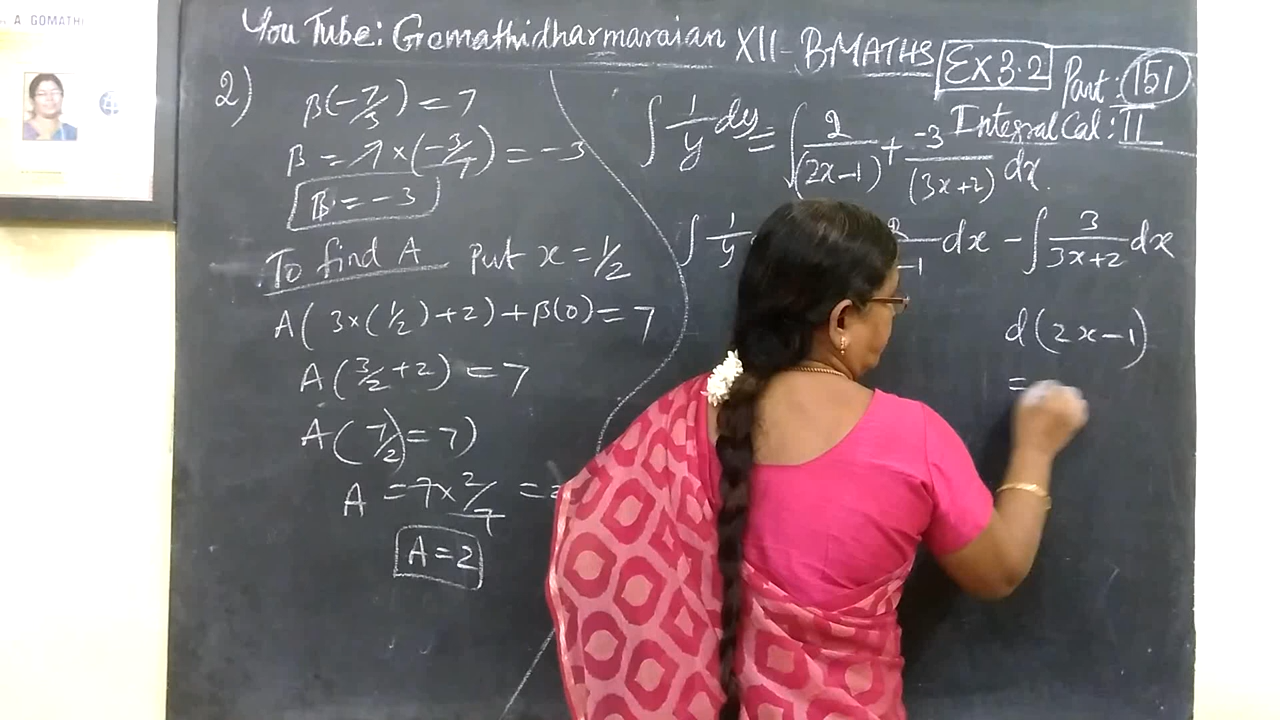 A GOMATHI
You Tube: Gomathidharmaraian XII - BMATHS Ex 3.2 Part: 151
Integral Cal: II
2) β(-7/3) = 7
β = 7 × (-3/7) = -3
B = -3
To find A put x = 1/2
A(3×(1/2)+2) + β(0) = 7
A(3/2+2) = 7
A(7/2) = 7)
A = 7×2/7 = 2
A = 2
∫ 1/y dy = ∫ 2/(2x-1) + -3/(3x+2) dx.
∫ 1/y -1 dx - ∫ 3/3x+2 dx
d(2x-1)
=